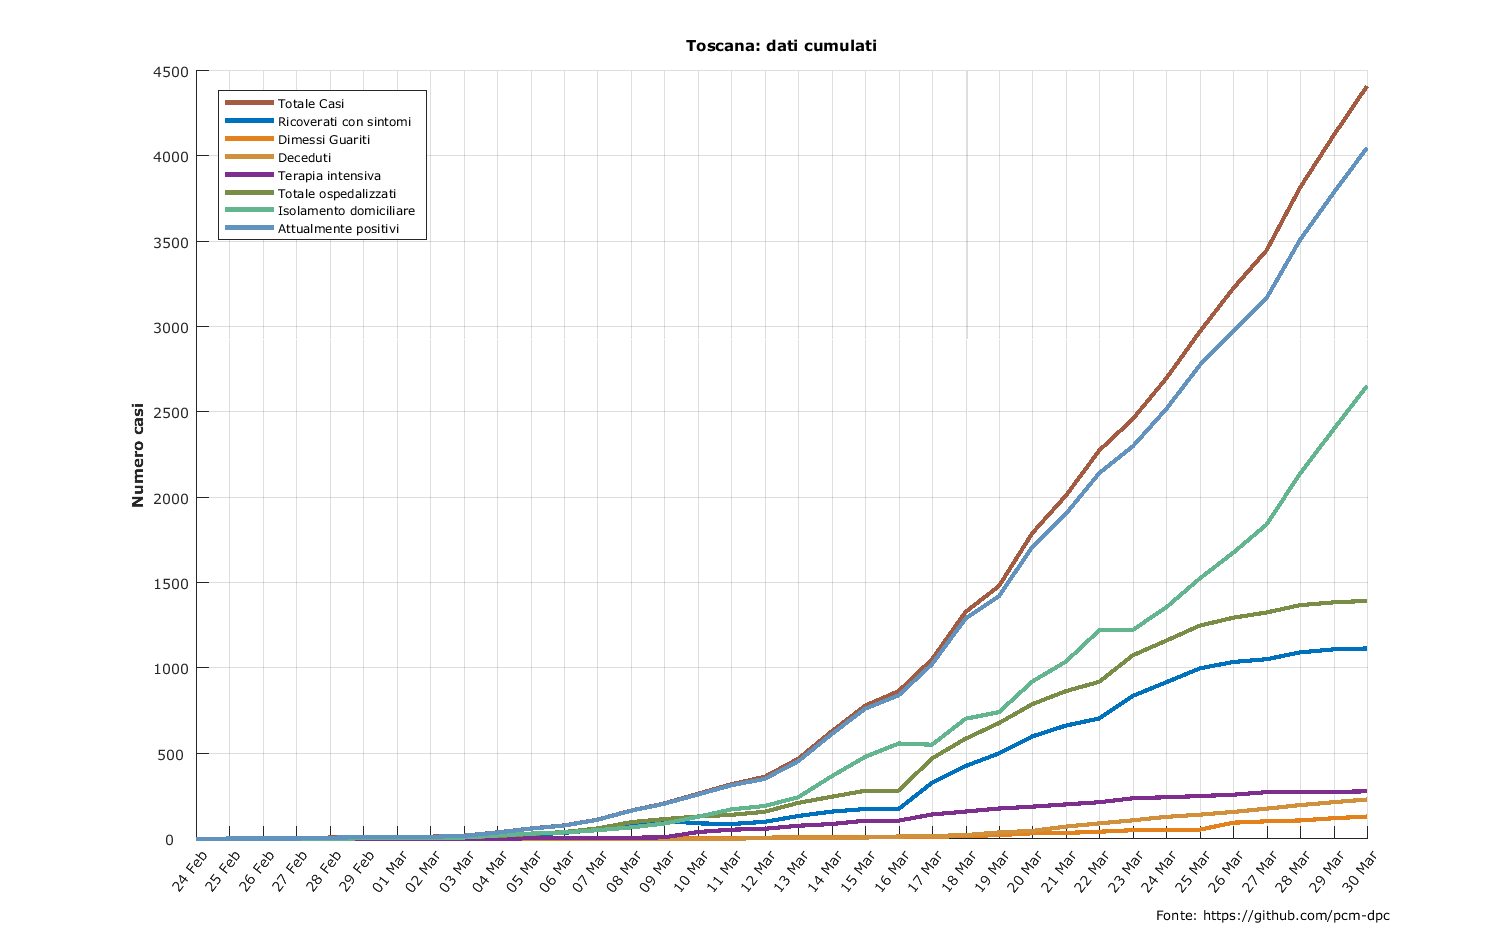 Toscana: dati cumulati
4500
4000
3500
3000
2500
2000
1500
1000
500
0
Numero casi
Totale Casi
Ricoverati con sintomi
Dimessi Guariti
Deceduti
Terapia intensiva
Totale ospedalizzati
Isolamento domiciliare
Attualmente positivi
24 Feb
25 Feb
26 Feb
27 Feb
28 Feb
29 Feb
01 Mar
02 Mar
03 Mar
04 Mar
05 Mar
06 Mar
07 Mar
08 Mar
09 Mar
10 Mar
11 Mar
12 Mar
13 Mar
14 Mar
15 Mar
16 Mar
17 Mar
18 Mar
19 Mar
20 Mar
21 Mar
22 Mar
23 Mar
24 Mar
25 Mar
26 Mar
27 Mar
28 Mar
29 Mar
30 Mar
Fonte: https://github.com/pcm-dpc